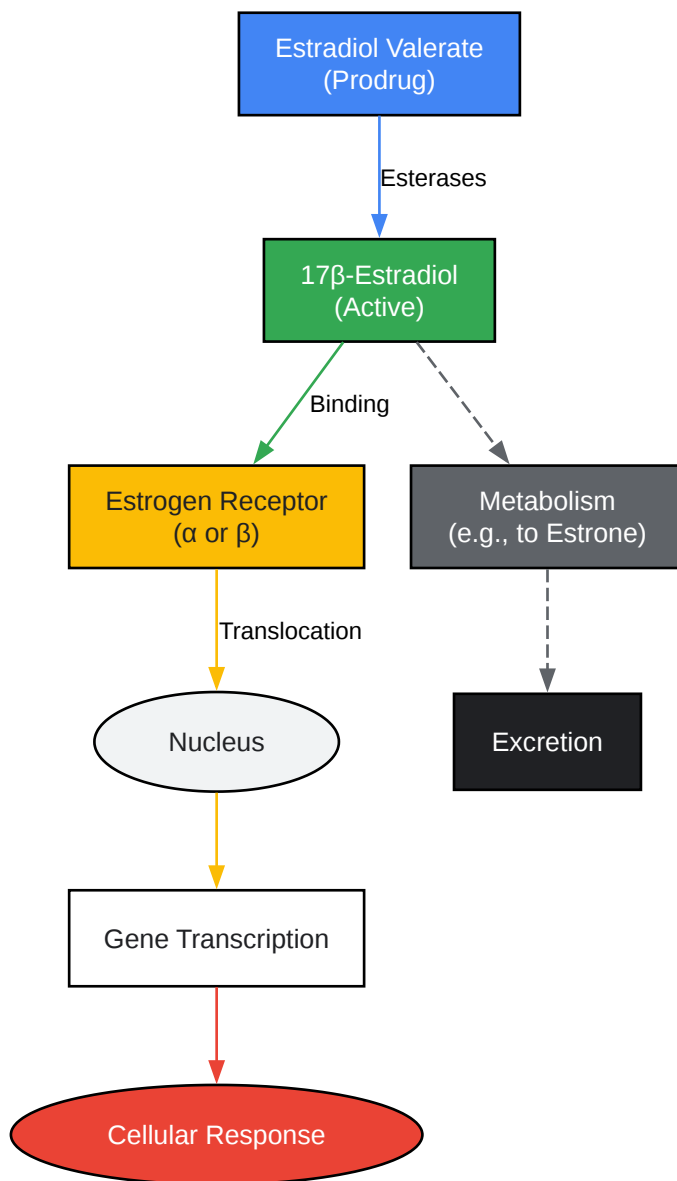 Estradiol Valerate
(Prodrug)
Esterases
17β-Estradiol
(Active)
Binding
Estrogen Receptor
(α or β)
Metabolism
(e.g., to Estrone)
Translocation
Nucleus
Excretion
Gene Transcription
Cellular Response